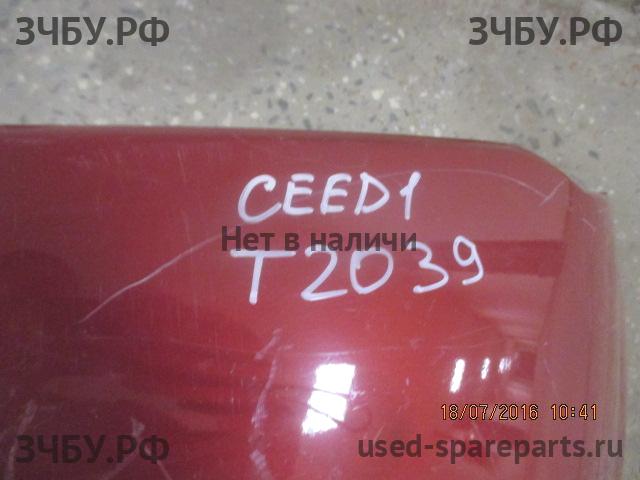 ЗЧБУ.РФ ЗЧБУ.РФ
CEED1
Нет в наличи
T2039
18/07/2016 10:41
ЗЧБУ.РФ used-spareparts.ru